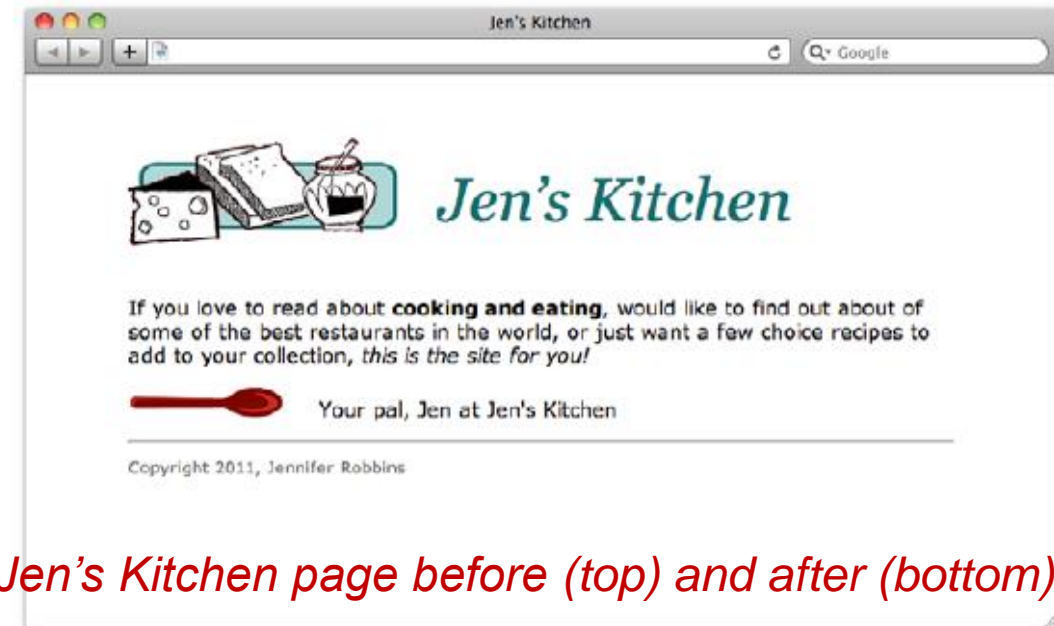 Jen's Kitchen
Google
Jen's Kitchen
If you love to read about cooking and eating, would like to find out about of
some of the best restaurants in the world, or just want a few choice recipes to
add to your collection, this is the site for you!
Your pal, Jen at Jen's Kitchen
Copyright 2011, Jennifer Robbins
Jen’s Kitchen page before (top) and after (bottom)